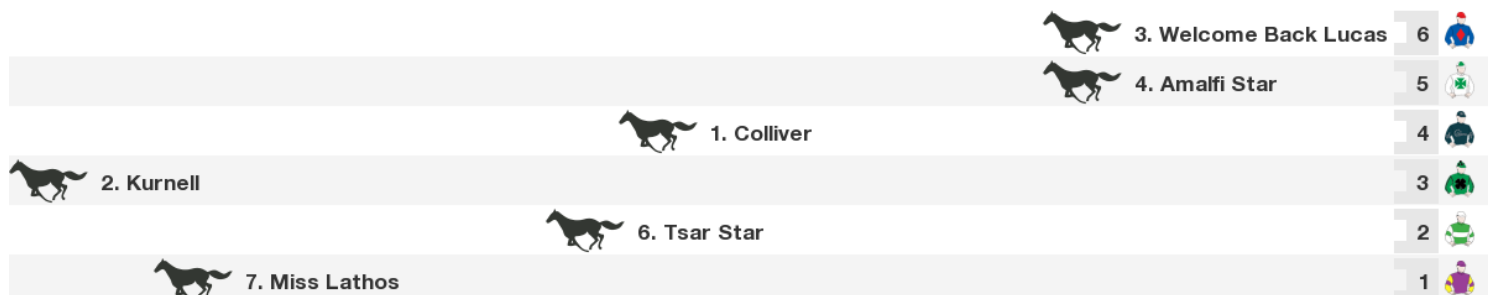 3. Welcome Back Lucas 6
4. Amalfi Star 5
1. Colliver 4
2. Kurnell 3
6. Tsar Star 2
7. Miss Lathos 1